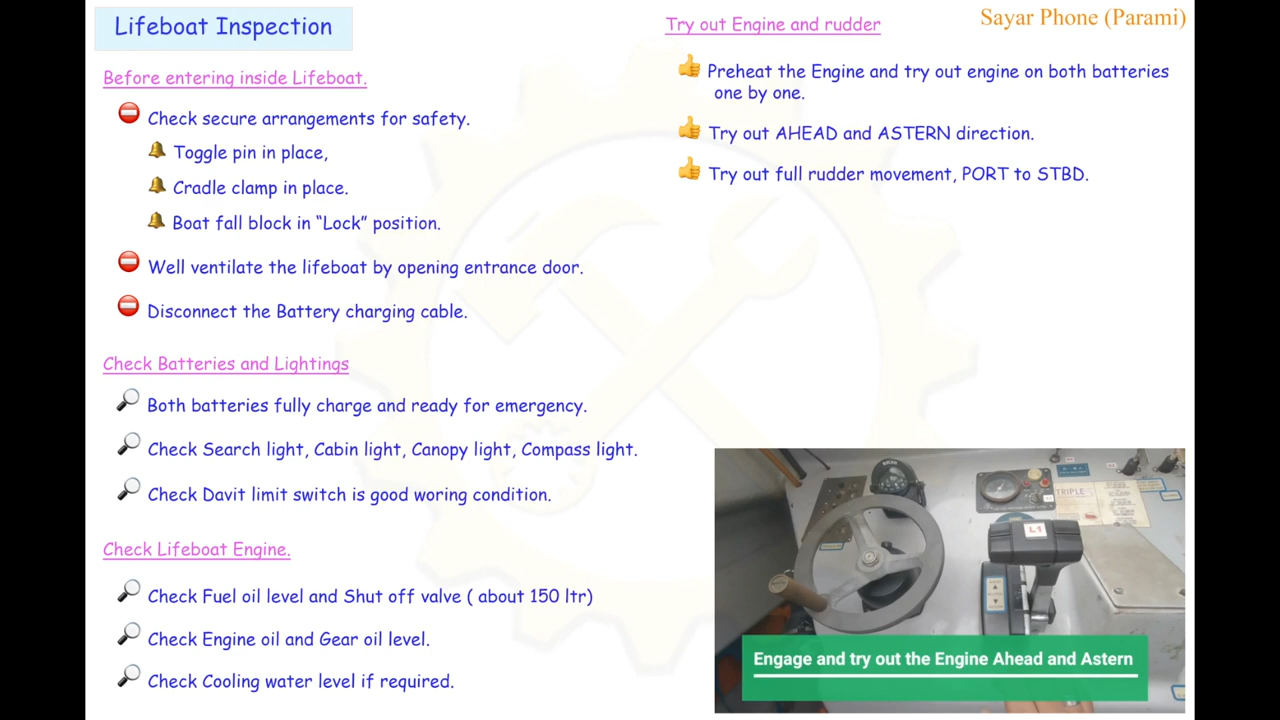 Lifeboat Inspection
Before entering inside Lifeboat.
Check secure arrangements for safety.
Toggle pin in place,
Cradle clamp in place.
Boat fall block in “Lock” position.
Well ventilate the lifeboat by opening entrance door.
Disconnect the Battery charging cable.
Check Batteries and Lightings
Both batteries fully charge and ready for emergency.
Check Search light, Cabin light, Canopy light, Compass light.
Check Davit limit switch is good woring condition.
Check Lifeboat Engine.
Check Fuel oil level and Shut off valve ( about 150 ltr)
Check Engine oil and Gear oil level.
Check Cooling water level if required.
Sayar Phone (Parami)
Try out Engine and rudder
Preheat the Engine and try out engine on both batteries
one by one.
Try out AHEAD and ASTERN direction.
Try out full rudder movement, PORT to STBD.
TRIPLE
L1
Engage and try out the Engine Ahead and Astern